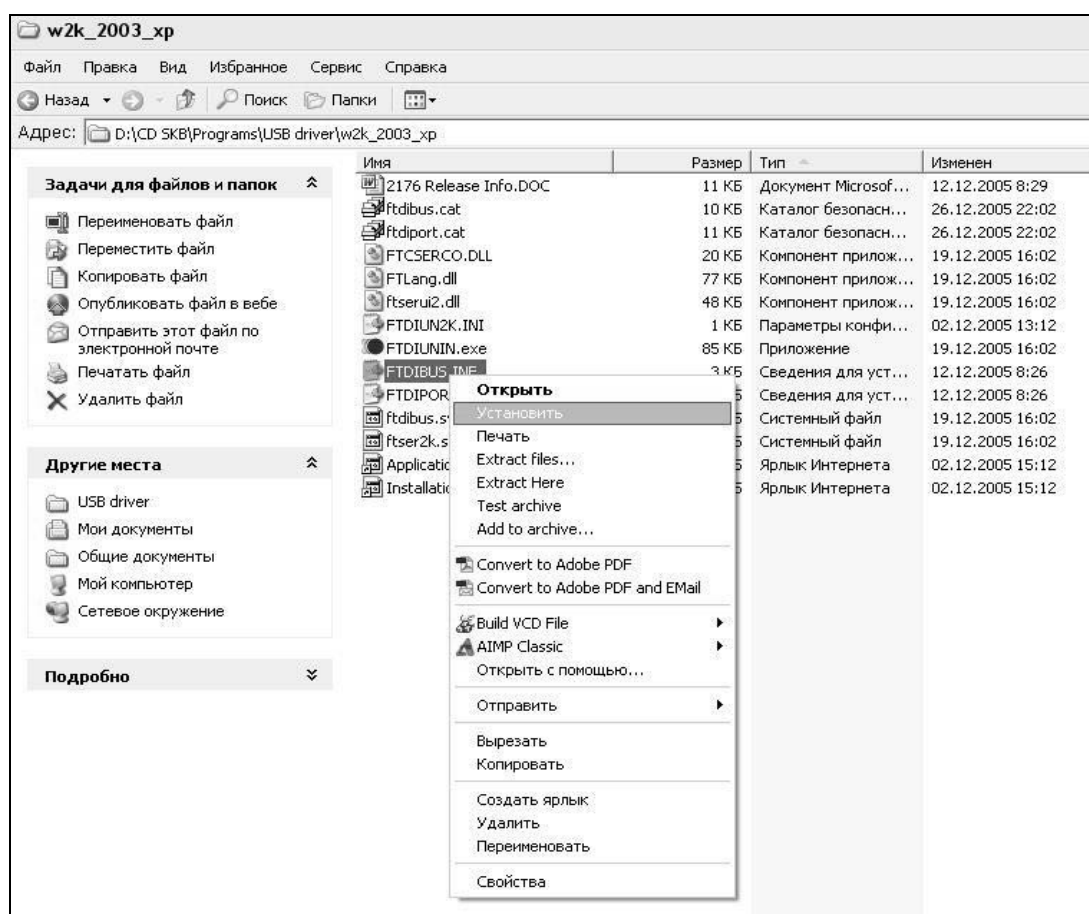 w2k_2003_xp
Файл Правка Вид Избранное Сервис Справка
Назад Поиск Папки
Адрес: D:\CD SKB\Programs\USB driver\w2k_2003_xp
Имя Размер Тип Изменен
Задачи для файлов и папок
Переименовать файл
Переместить файл
Копировать файл
Опубликовать файл в вебе
Отправить этот файл по
электронной почте
Печатать файл
Удалить файл
Другие места
USB driver
Мои документы
Общие документы
Мой компьютер
Сетевое окружение
Подробно
2176 Release Info.DOC 11 КБ Документ Microsof... 12.12.2005 8:29
ftdibus.cat 10 КБ Каталог безопасн... 26.12.2005 22:02
ftdiport.cat 11 КБ Каталог безопасн... 26.12.2005 22:02
FTCSERCO.DLL 20 КБ Компонент прилож... 19.12.2005 16:02
FTLang.dll 77 КБ Компонент прилож... 19.12.2005 16:02
ftserui2.dll 48 КБ Компонент прилож... 19.12.2005 16:02
FTDIUN2K.INI 1 КБ Параметры конфи... 02.12.2005 13:12
FTDIUNIN.exe 85 КБ Приложение 19.12.2005 16:02
FTDIBUS.INF 3 КБ Сведения для уст... 12.12.2005 8:26
FTDIPOR Сведения для уст... 12.12.2005 8:26
ftdibus.s Системный файл 19.12.2005 16:02
ftser2k.s Системный файл 19.12.2005 16:02
Applicatio Ярлык Интернета 02.12.2005 15:12
Installatio Ярлык Интернета 02.12.2005 15:12
Открыть
Установить
Печать
Extract files...
Extract Here
Test archive
Add to archive...
Convert to Adobe PDF
Convert to Adobe PDF and EMail
Build VCD File
AIMP Classic
Открыть с помощью...
Отправить
Вырезать
Копировать
Создать ярлык
Удалить
Переименовать
Свойства